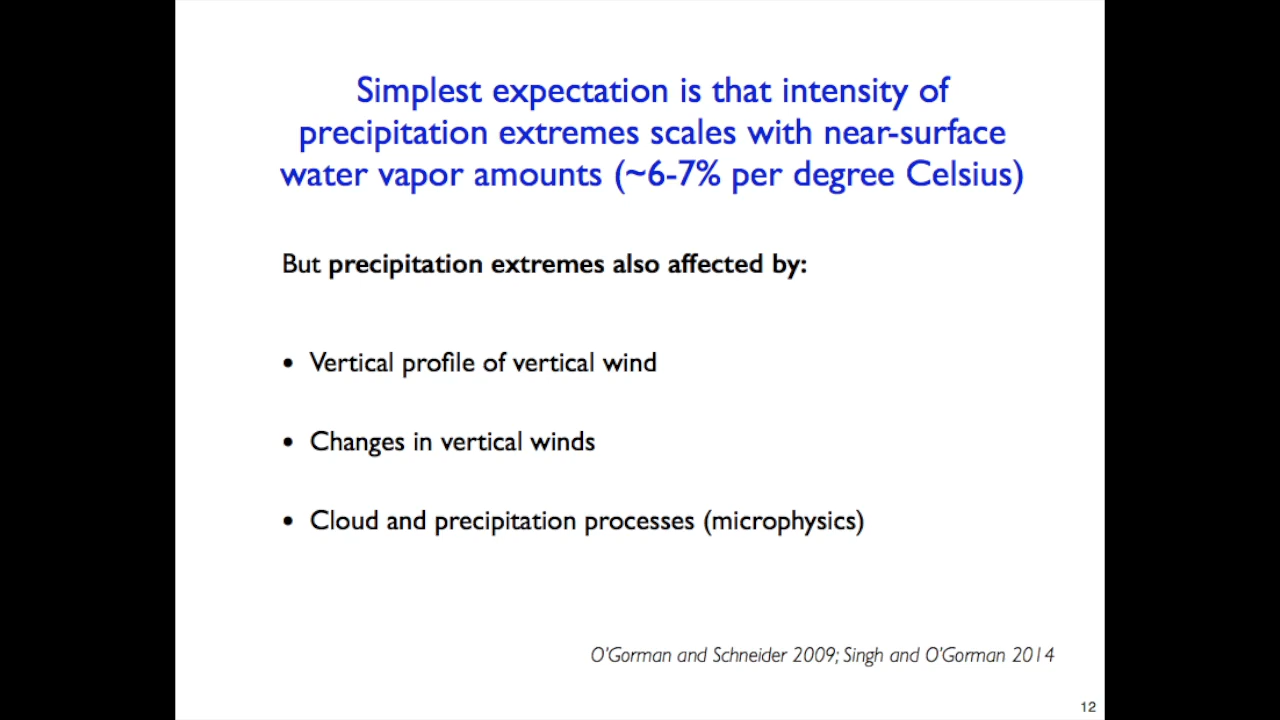 Simplest expectation is that intensity of
precipitation extremes scales with near-surface
water vapor amounts (~6-7% per degree Celsius)
But precipitation extremes also affected by:
• Vertical profile of vertical wind
• Changes in vertical winds
• Cloud and precipitation processes (microphysics)
O'Gorman and Schneider 2009; Singh and O'Gorman 2014
12